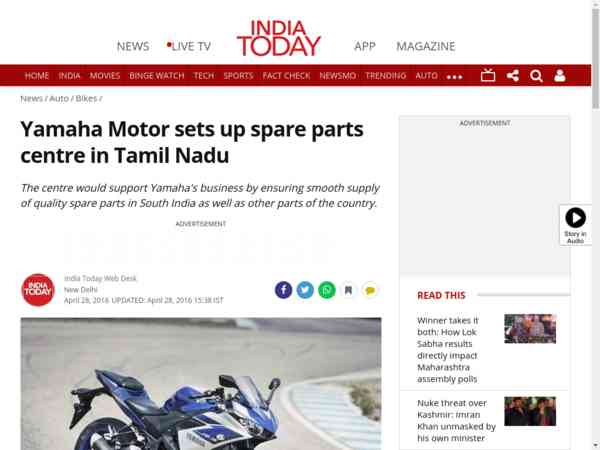 NEWS
LIVE TV
INDIA
TODAY
APP
MAGAZINE
HOME INDIA MOVIES BINGE WATCH TECH SPORTS FACT CHECK NEWSMO TRENDING AUTO
News / Auto / Bikes /
Yamaha Motor sets up spare parts
centre in Tamil Nadu
The centre would support Yamaha's business by ensuring smooth supply
of quality spare parts in South India as well as other parts of the country.
ADVERTISEMENT
INDIA
TODAY
India Today Web Desk
New Delhi
April 28, 2016 UPDATED: April 28, 2016 15:38 IST
YAMAHA
ADVERTISEMENT
Story in
Audio
READ THIS
Winner takes it
both: How Lok
Sabha results
directly impact
Maharashtra
assembly polls
Nuke threat over
Kashmir: Imran
Khan unmasked by
his own minister